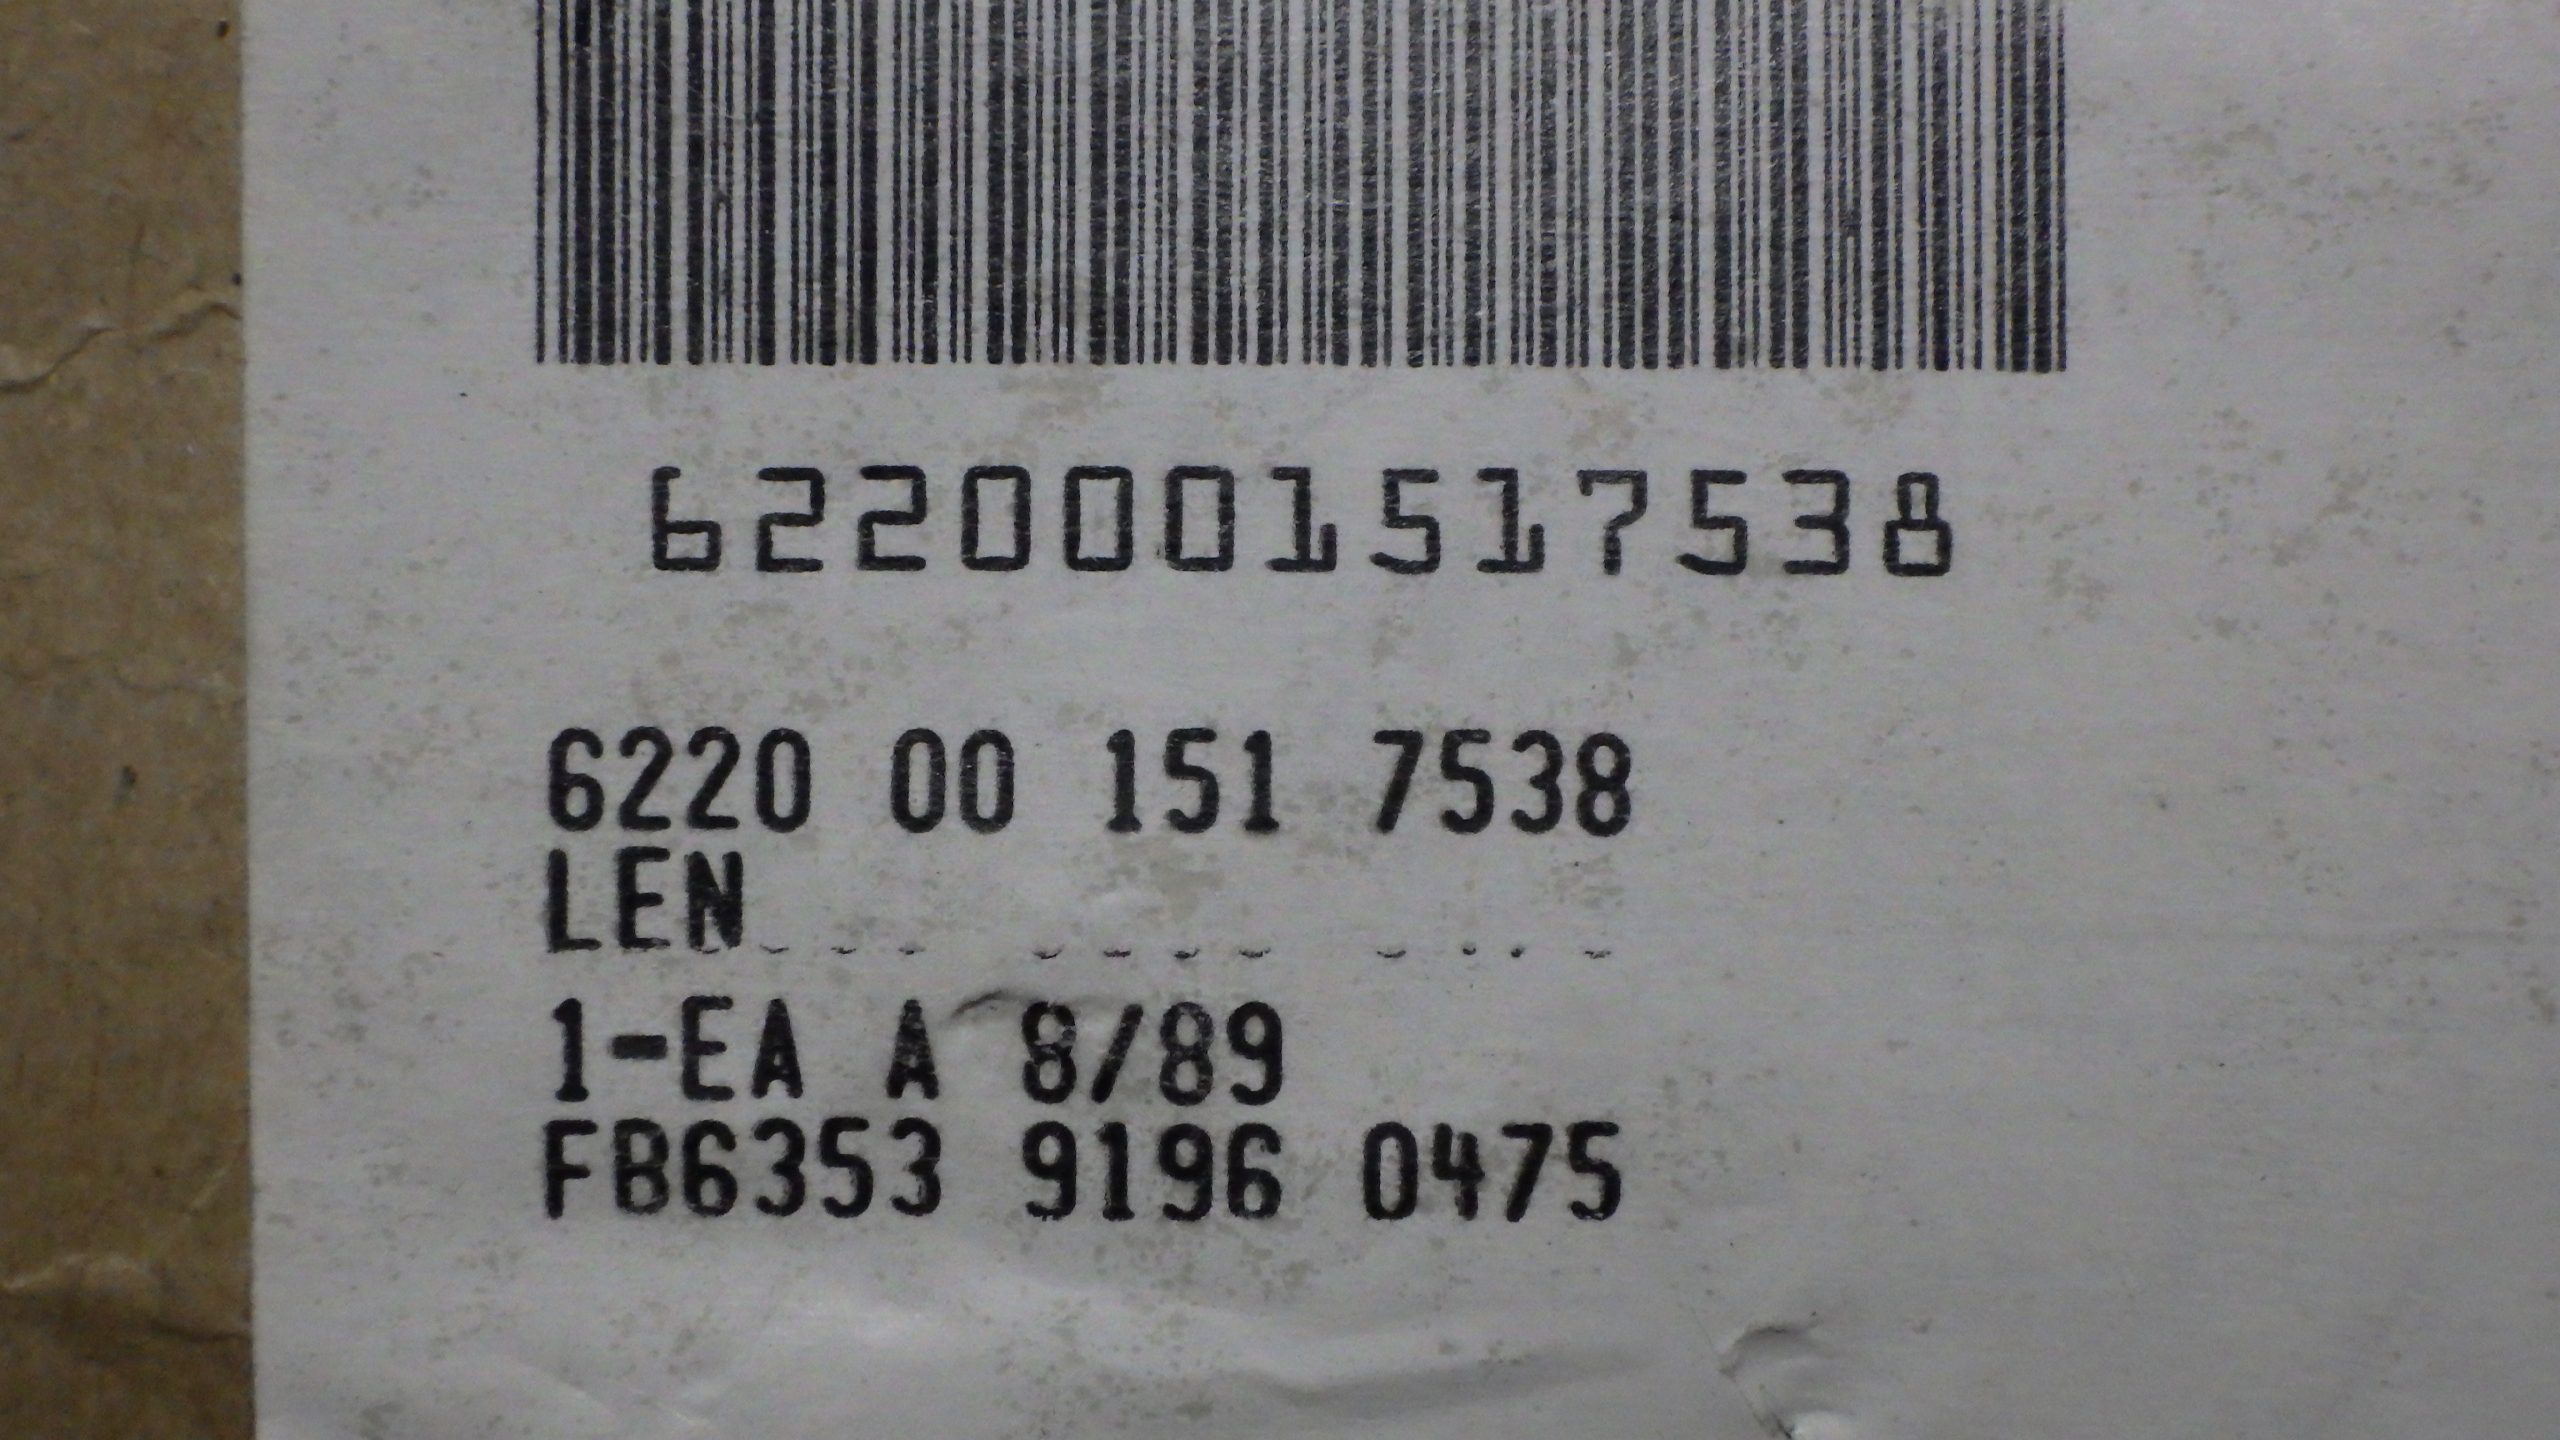 6220001517538
6220 00 151 7538
LEN
1-EA A 8/89
FB6353 9196 0475